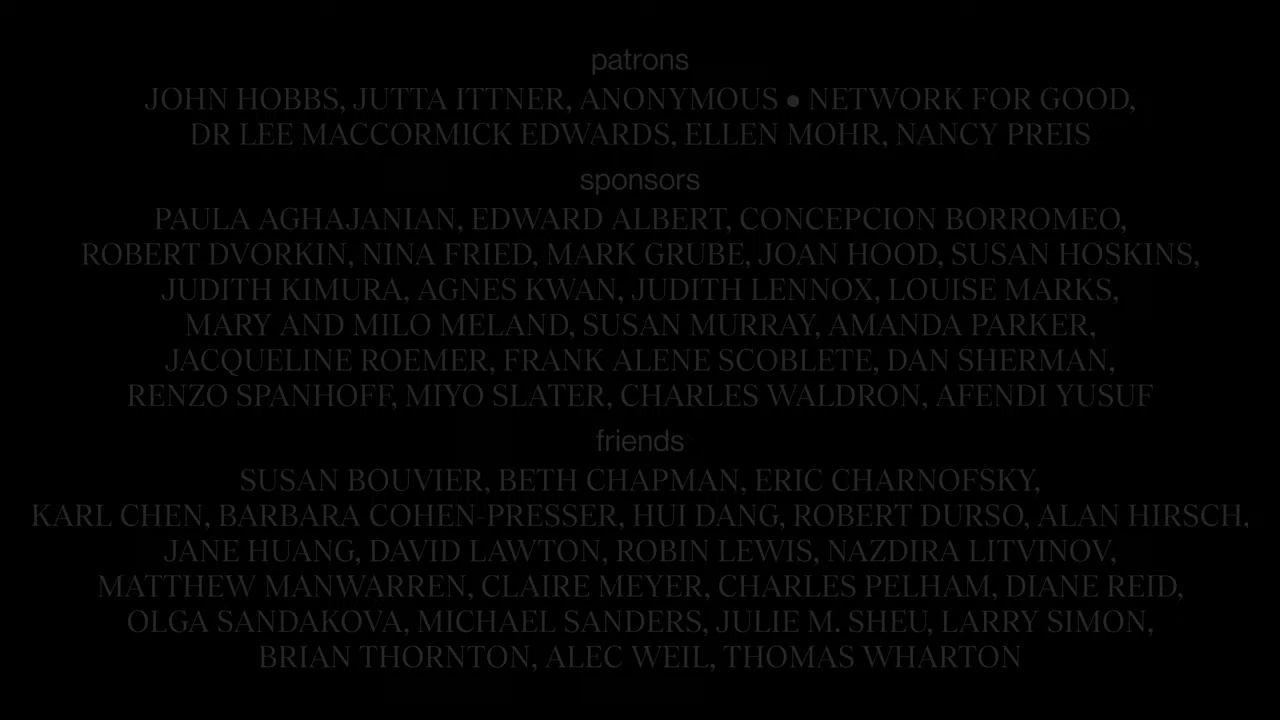 patrons
JOHN HOBBS, JUTTA ITTNER, ANONYMOUS • NETWORK FOR GOOD,
DR LEE MACCORMICK EDWARDS, ELLEN MOHR, NANCY PREIS
sponsors
PAULA AGHAJANIAN, EDWARD ALBERT, CONCEPCION BORROMEO,
ROBERT DVORKIN, NINA FRIED, MARK GRUBE, JOAN HOOD, SUSAN HOSKINS,
JUDITH KIMURA, AGNES KWAN, JUDITH LENNOX, LOUISE MARKS,
MARY AND MILO MELAND, SUSAN MURRAY, AMANDA PARKER,
JACQUELINE ROEMER, FRANK ALENE SCOBLETE, DAN SHERMAN,
RENZO SPANHOFF, MIYO SLATER, CHARLES WALDRON, AFENDI YUSUF
friends
SUSAN BOUVIER, BETH CHAPMAN, ERIC CHARNOFSKY,
KARL CHEN, BARBARA COHEN-PRESSER, HUI DANG, ROBERT DURSO, ALAN HIRSCH,
JANE HUANG, DAVID LAWTON, ROBIN LEWIS, NAZDIRA LITVINOV,
MATTHEW MANWARREN, CLAIRE MEYER, CHARLES PELHAM, DIANE REID,
OLGA SANDAKOVA, MICHAEL SANDERS, JULIE M. SHEU, LARRY SIMON,
BRIAN THORNTON, ALEC WEIL, THOMAS WHARTON